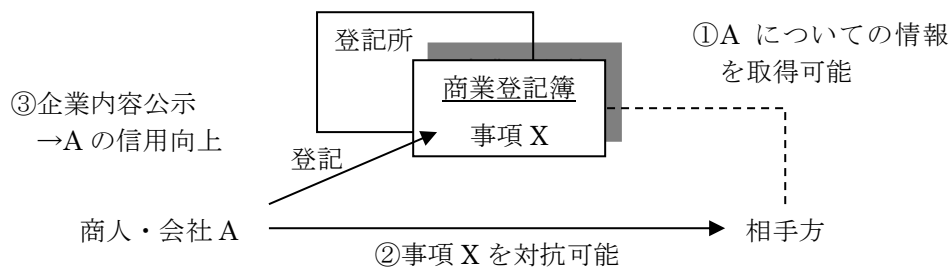 登記所
①A についての情報
を取得可能
商業登記簿
③企業内容公示
→A の信用向上
事項 X
登記
商人・会社 A
相手方
②事項 X を対抗可能